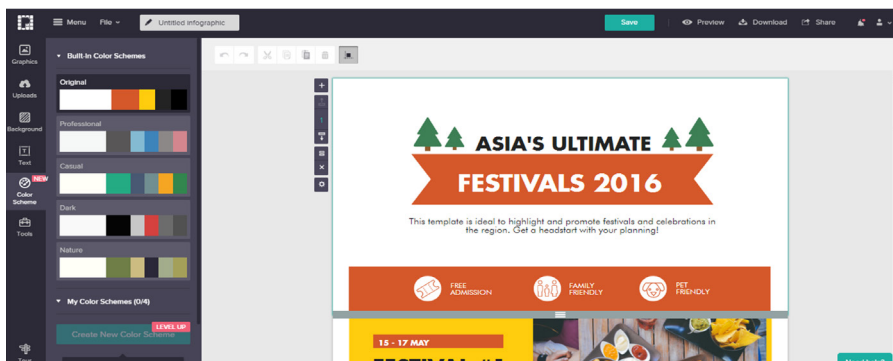 Menu
File
Untitled infographic
Save
Preview
Download
Share
Graphics
Uploads
Background
Text
NEW
Color
Scheme
Tools
Built-In Color Schemes
Original
Professional
Casual
Dark
Nature
My Color Schemes (0/4)
LEVEL UP
Create New Color Scheme
1
ASIA'S ULTIMATE
FESTIVALS 2016
This template is ideal to highlight and promote festivals and celebrations in
the region. Get a headstart with your planning!
FREE
ADMISSION
FAMILY
FRIENDLY
PET
FRIENDLY
15 - 17 MAY